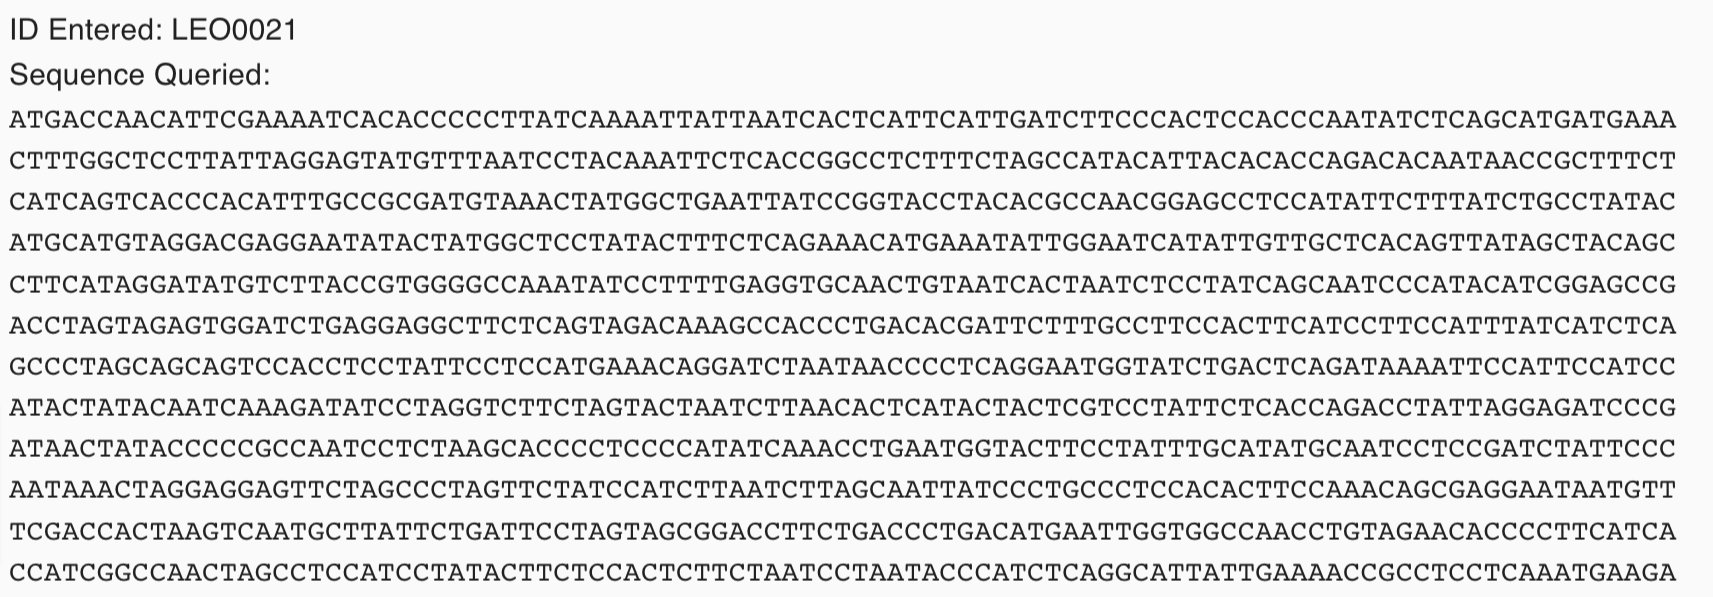 ID Entered: LEO0021
Sequence Queried:
ATGACCAACATTCGAAAATCACACCCCCTTATCAAAATTATTAATCACTCATTCATTGATCTTCCCACTCCACCCAATATCTCAGCATGATGAAA
CTTTGGCTCCTTATTAGGAGTATGTTTAATCCTACAAATTCTCACCGGCCTCTTTCTAGCCATACATTACACACCAGACACAATAACCGCTTTCT
CATCAGTCACCCACATTTGCCGCGATGTAAACTATGGCTGAATTATCCGGTACCTACACGCCAACGGAGCCTCCATATTCTTTATCTGCCTATAC
ATGCATGTAGGACGAGGAATATACTATGGCTCCTATACTTTCTCAGAAACATGAAATATTGGAATCATATTGTTGCTCACAGTTATAGCTACAGC
CTTCATAGGATATGTCTTACCGTGGGGCCAAATATCCTTTTGAGGTGCAACTGTAATCACTAATCTCCTATCAGCAATCCCATACATCGGAGCCG
ACCTAGTAGAGTGGATCTGAGGAGGCTTCTCAGTAGACAAAGCCACCCTGACACGATTCTTTGCCTTCCACTTCATCCTTCCATTTATCATCTCA
GCCCTAGCAGCAGTCCACCTCCTATTCCTCCATGAAACAGGATCTAATAACCCCTCAGGAATGGTATCTGACTCAGATAAAATTCCATTCCATCC
ATACTATACAATCAAAGATATCCTAGGTCTTCTAGTACTAATCTTAACACTCATACTACTCGTCCTATTCTCACCAGACCTATTAGGAGATCCCG
ATAACTATACCCCCGCCAATCCTCTAAGCACCCCTCCCCATATCAAACCTGAATGGTACTTCCTATTTGCATATGCAATCCTCCGATCTATTCCC
AATAAACTAGGAGGAGTTCTAGCCCTAGTTCTATCCATCTTAATCTTAGCAATTATCCCTGCCCTCCACACTTCCAAACAGCGAGGAATAATGTT
TCGACCACTAAGTCAATGCTTATTCTGATTCCTAGTAGCGGACCTTCTGACCCTGACATGAATTGGTGGCCAACCTGTAGAACACCCCTTCATCA
CCATCGGCCAACTAGCCTCCATCCTATACTTCTCCACTCTTCTAATCCTAATACCCATCTCAGGCATTATTGAAAACCGCCTCCTCAAATGAAGA